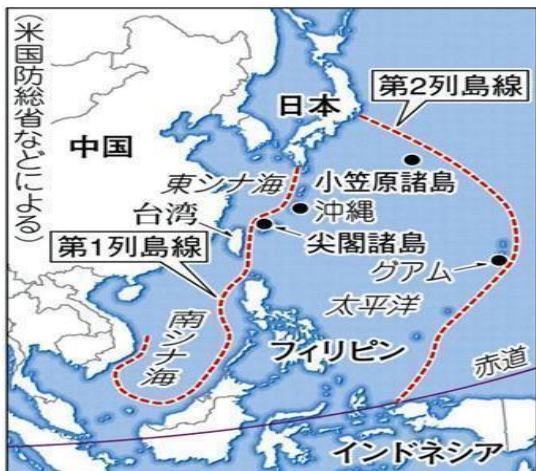 (米国防総省などによる)
第2列島線
日本
中国
東シナ海
小笠原諸島
沖縄
台湾
尖閣諸島
第1列島線
グアム
太平洋
南シナ海
フィリピン
赤道
インドネシア